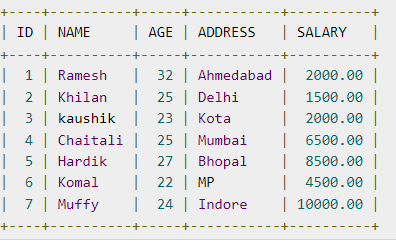 +----+----------+-----+-----------+----------+
| ID | NAME     | AGE | ADDRESS   | SALARY   |
+----+----------+-----+-----------+----------+
|  1 | Ramesh   |  32 | Ahmedabad |  2000.00 |
|  2 | Khilan   |  25 | Delhi     |  1500.00 |
|  3 | kaushik  |  23 | Kota      |  2000.00 |
|  4 | Chaitali |  25 | Mumbai    |  6500.00 |
|  5 | Hardik   |  27 | Bhopal    |  8500.00 |
|  6 | Komal    |  22 | MP        |  4500.00 |
|  7 | Muffy    |  24 | Indore    | 10000.00 |
+----+----------+-----+-----------+----------+